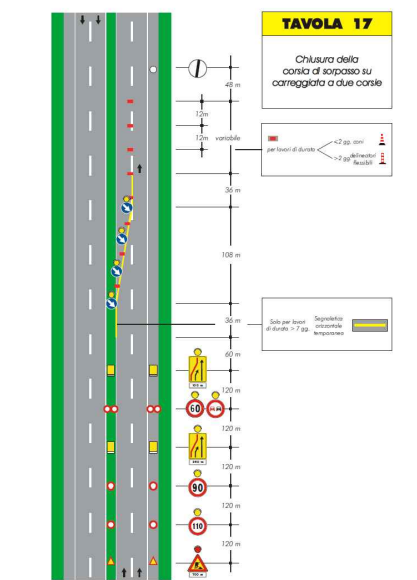 TAVOLA 17
Chiusura della
corsia di sorpasso su
carreggiata a due corsie
48 m
12m
12m
variabile
≤2 gg. coni
per lavori di durata
>2 gg. delineatori
flessibili
36 m
108 m
36 m
Solo per lavori
di durata > 7 gg.
Segnaletica
orizzontale
temporanea
60 m
120 m
60
120 m
120 m
90
120 m
110
120 m
700 m